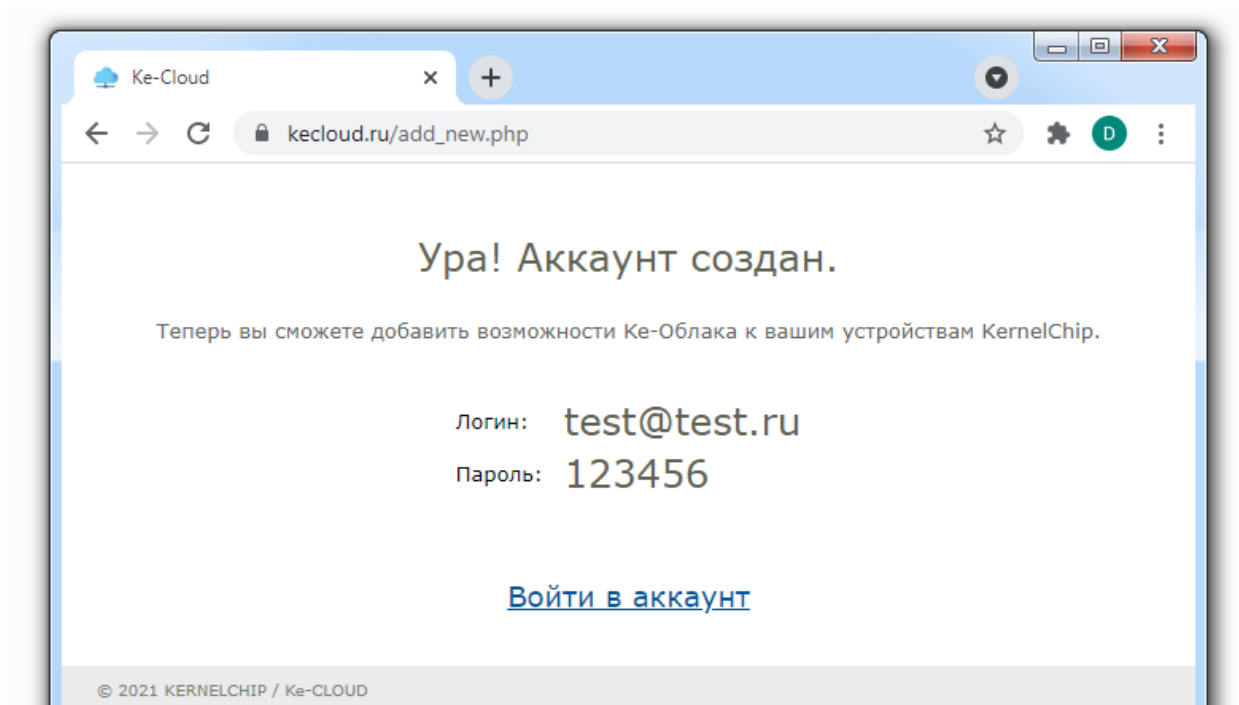 Ke-Cloud
kecloud.ru/add_new.php
D
Ура! Аккаунт создан.
Теперь вы сможете добавить возможности Ке-Облака к вашим устройствам KernelChip.
Логин: test@test.ru
Пароль: 123456
Войти в аккаунт
© 2021 KERNELCHIP / Ke-CLOUD